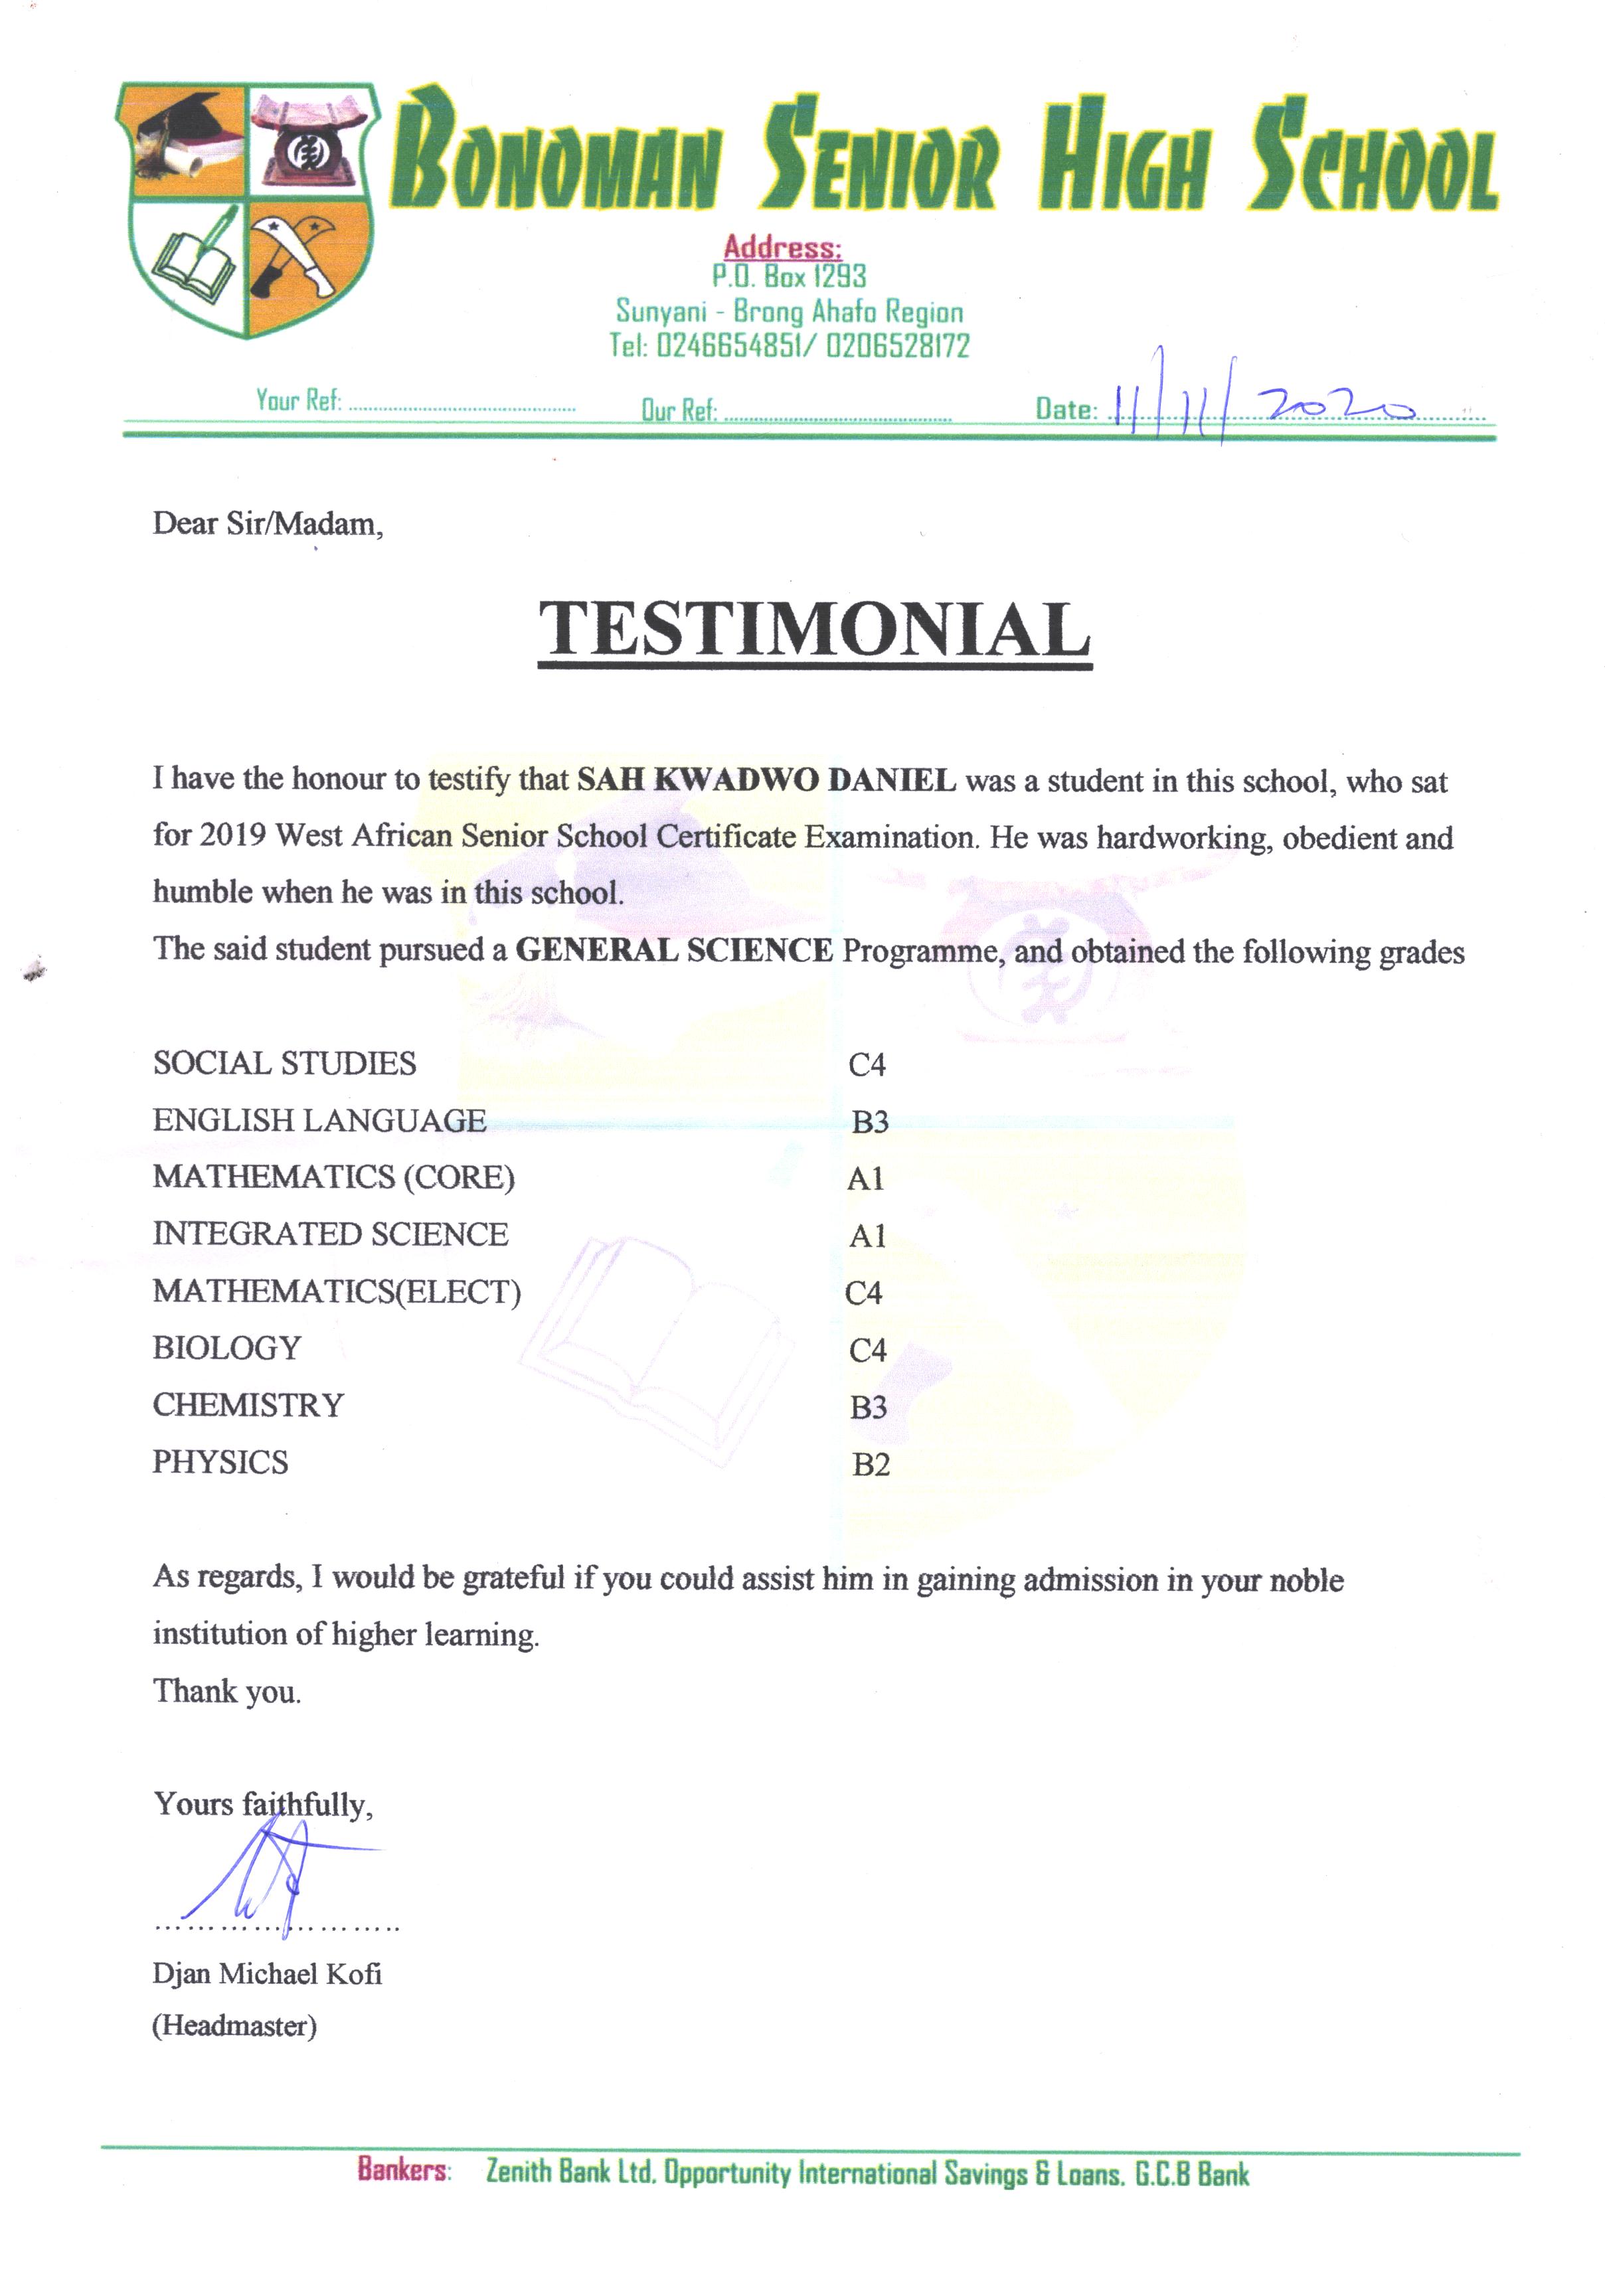 BONOMAN SENIOR HIGH SCHOOL
Address:
P.O. Box 1293
Sunyani - Brong Ahafo Region
Tel: 0246654851/ 0206528172
Your Ref: ........................ Our Ref: ........................ Date: 11/11/2020
Dear Sir/Madam,
TESTIMONIAL
I have the honour to testify that SAH KWADWO DANIEL was a student in this school, who sat
for 2019 West African Senior School Certificate Examination. He was hardworking, obedient and
humble when he was in this school.
The said student pursued a GENERAL SCIENCE Programme, and obtained the following grades
SOCIAL STUDIES C4
ENGLISH LANGUAGE B3
MATHEMATICS (CORE) A1
INTEGRATED SCIENCE A1
MATHEMATICS(ELECT) C4
BIOLOGY C4
CHEMISTRY B3
PHYSICS B2
As regards, I would be grateful if you could assist him in gaining admission in your noble
institution of higher learning.
Thank you.
Yours faithfully,
........................
Djan Michael Kofi
(Headmaster)
Bankers: Zenith Bank Ltd. Opportunity International Savings & Loans. G.C.B Bank